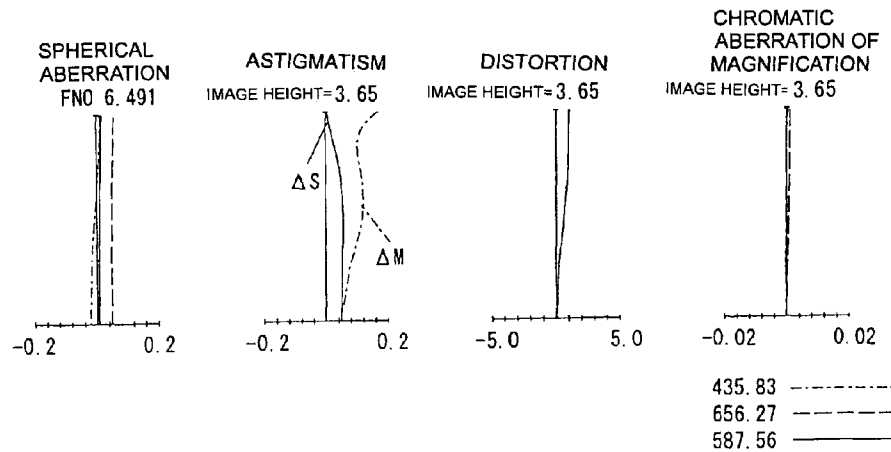 SPHERICAL
ABERRATION
FNO 6.491
-0.2 0.2
ASTIGMATISM
IMAGE HEIGHT= 3.65
ΔS
ΔM
-0.2 0.2
DISTORTION
IMAGE HEIGHT= 3.65
-5.0 5.0
CHROMATIC
ABERRATION OF
MAGNIFICATION
IMAGE HEIGHT= 3.65
-0.02 0.02
435.83
656.27
587.56